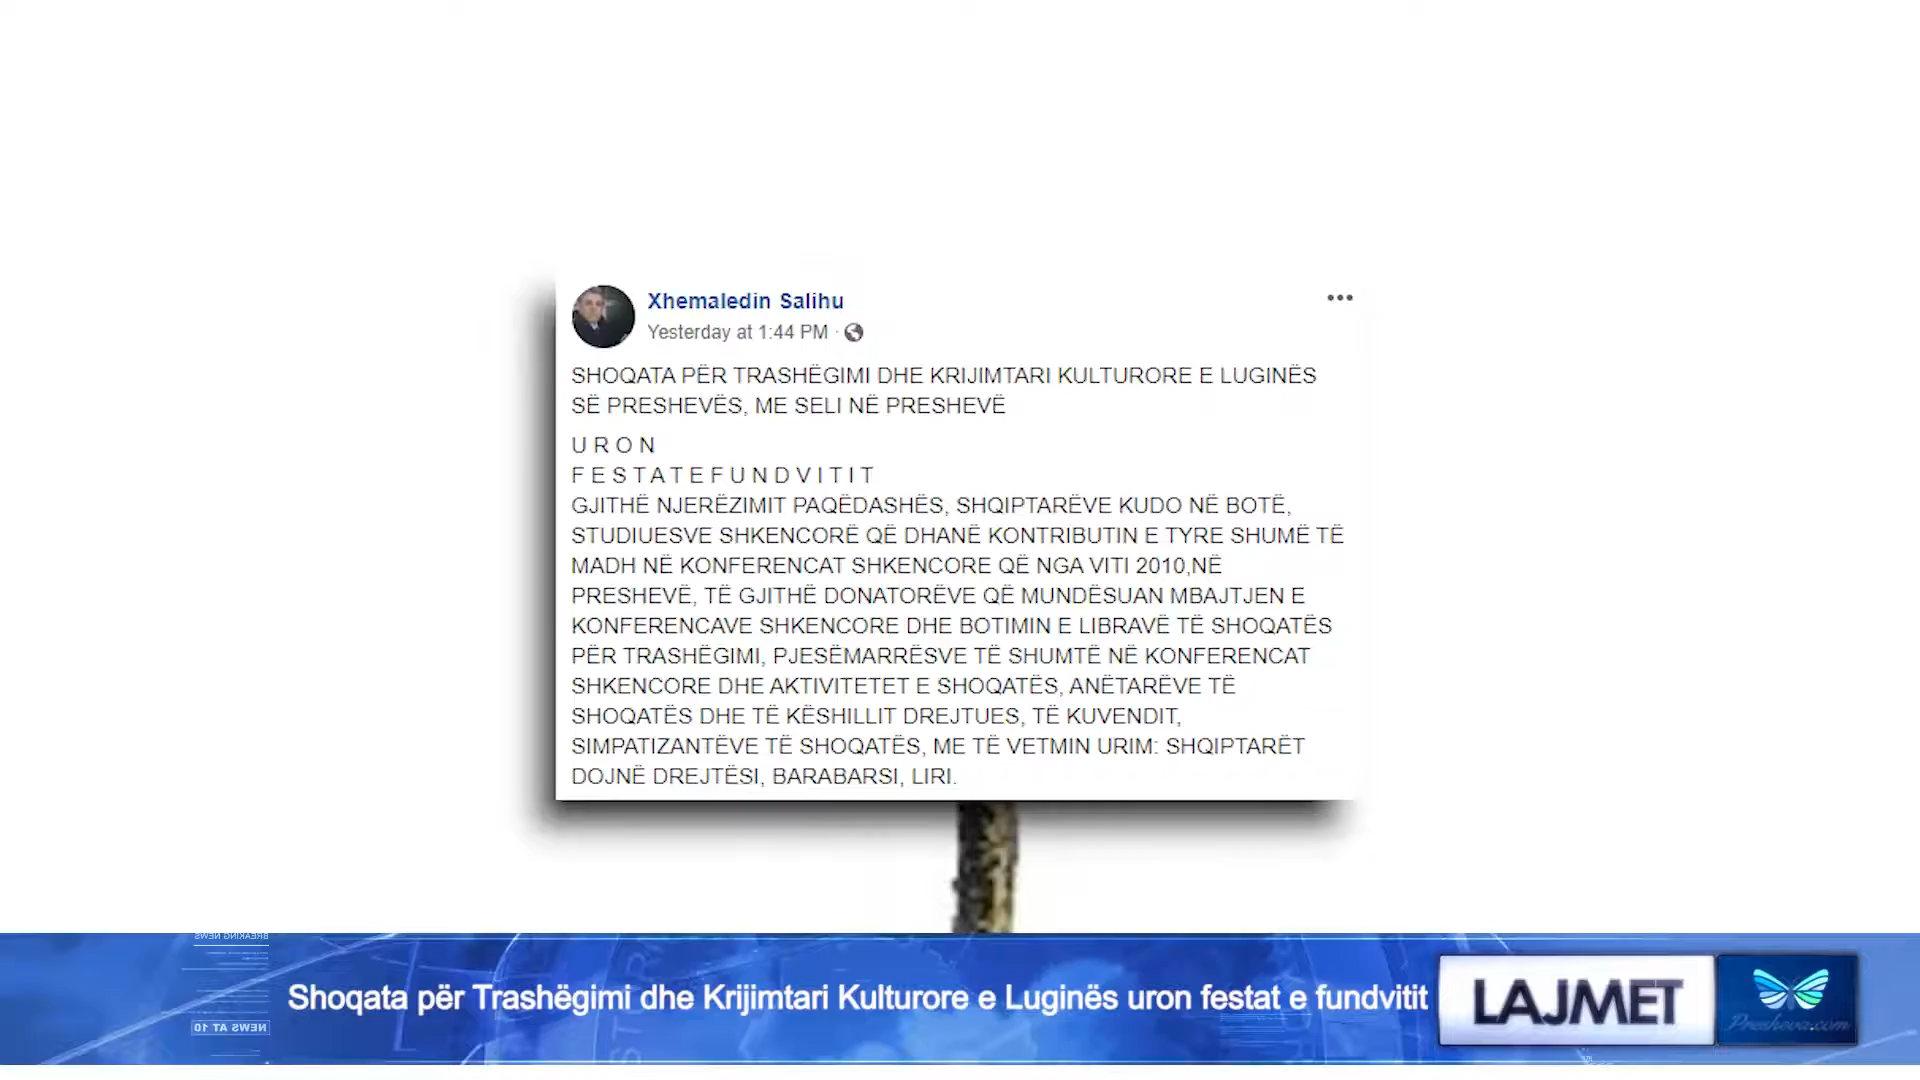 Xhemaledin Salihu
Yesterday at 1:44 PM ·
SHOQATA PËR TRASHËGIMI DHE KRIJIMTARI KULTURORE E LUGINËS
SË PRESHEVËS, ME SELI NË PRESHEVË
U R O N
F E S T A T E F U N D V I T I T
GJITHË NJERËZIMIT PAQËDASHËS, SHQIPTARËVE KUDO NË BOTË,
STUDIUESVE SHKENCORË QË DHANË KONTRIBUTIN E TYRE SHUMË TË
MADH NË KONFERENCAT SHKENCORE QË NGA VITI 2010,NË
PRESHEVË, TË GJITHË DONATORËVE QË MUNDËSUAN MBAJTJEN E
KONFERENCAVE SHKENCORE DHE BOTIMIN E LIBRAVË TË SHOQATËS
PËR TRASHËGIMI, PJESËMARRËSVE TË SHUMTË NË KONFERENCAT
SHKENCORE DHE AKTIVITETET E SHOQATËS, ANËTARËVE TË
SHOQATËS DHE TË KËSHILLIT DREJTUES, TË KUVENDIT,
SIMPATIZANTËVE TË SHOQATËS, ME TË VETMIN URIM: SHQIPTARËT
DOJNË DREJTËSI, BARABARSI, LIRI.
BREAKING NEWS
NEWS AT 10
Shoqata për Trashëgimi dhe Krijimtari Kulturore e Luginës uron festat e fundvitit
LAJMET
Presheva.com